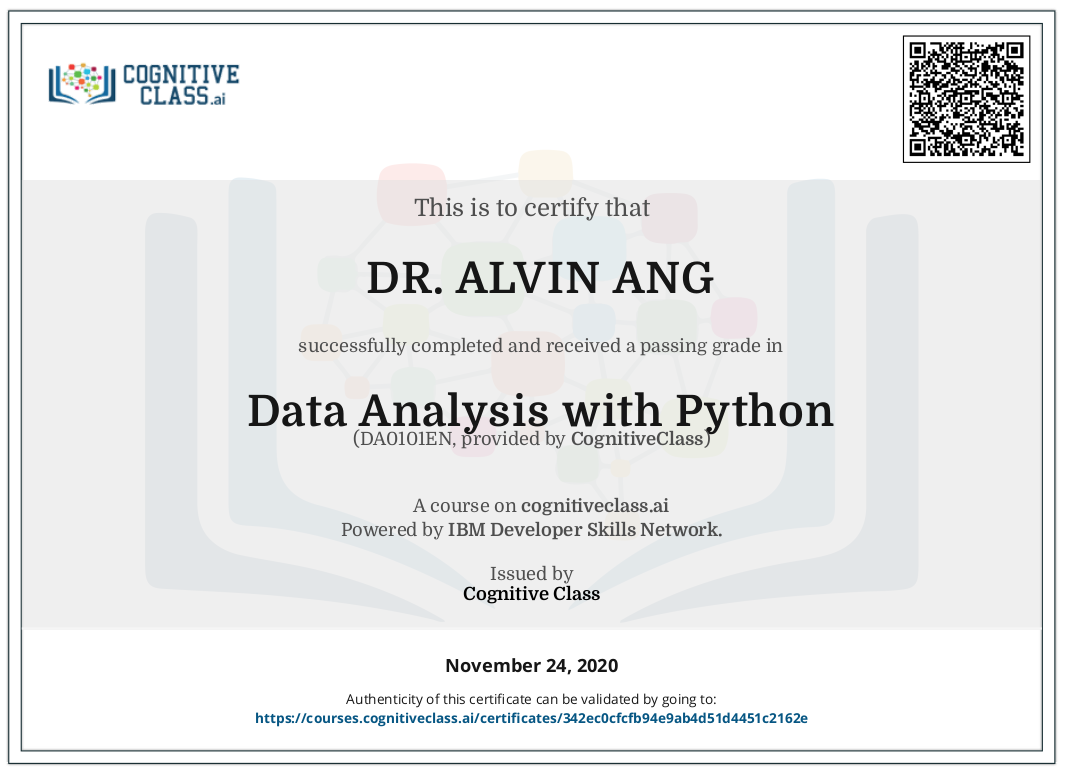 COGNITIVE
CLASS.ai
This is to certify that
DR. ALVIN ANG
successfully completed and received a passing grade in
Data Analysis with Python
(DA0101EN, provided by CognitiveClass)
A course on cognitiveclass.ai
Powered by IBM Developer Skills Network.
Issued by
Cognitive Class
November 24, 2020
Authenticity of this certificate can be validated by going to:
https://courses.cognitiveclass.ai/certificates/342ec0cfcfb94e9ab4d51d4451c2162e